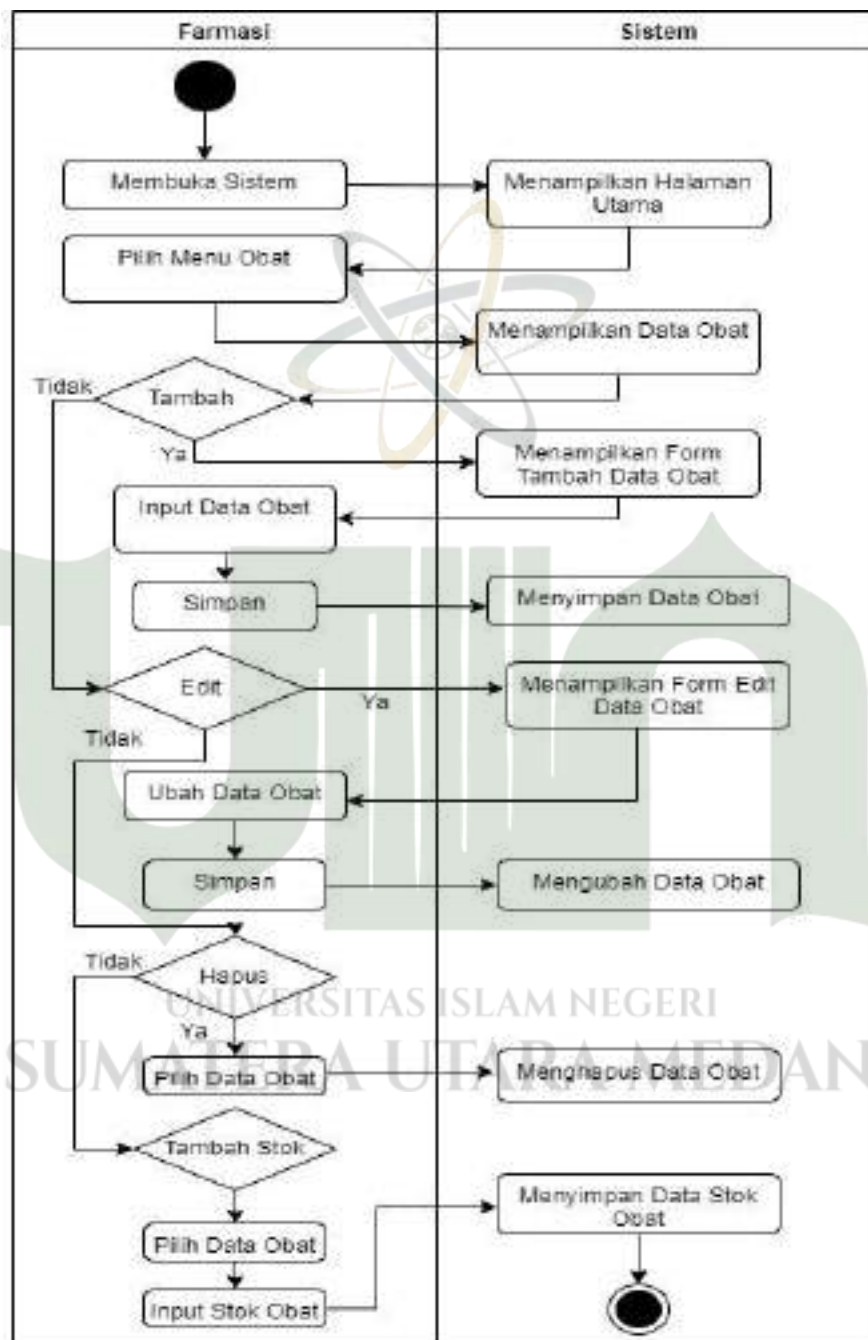 Farmasi
Sistem
Membuka Sistem
Menampilkan Halaman
Utama
Pilih Menu Obat
Menampilkan Data Obat
Tidak
Tambah
Ya
Menampilkan Form
Tambah Data Obat
Input Data Obat
Simpan
Menyimpan Data Obat
Edit
Ya
Menampilkan Form Edit
Data Obat
Tidak
Ubah Data Obat
Simpan
Mengubah Data Obat
Tidak
Hapus
UNIVERSITAS ISLAM NEGERI
Ya
SUMATERA UTARA MEDAN
Pilih Data Obat
Menghapus Data Obat
Tambah Stok
Menyimpan Data Stok
Obat
Pilih Data Obat
Input Stok Obat